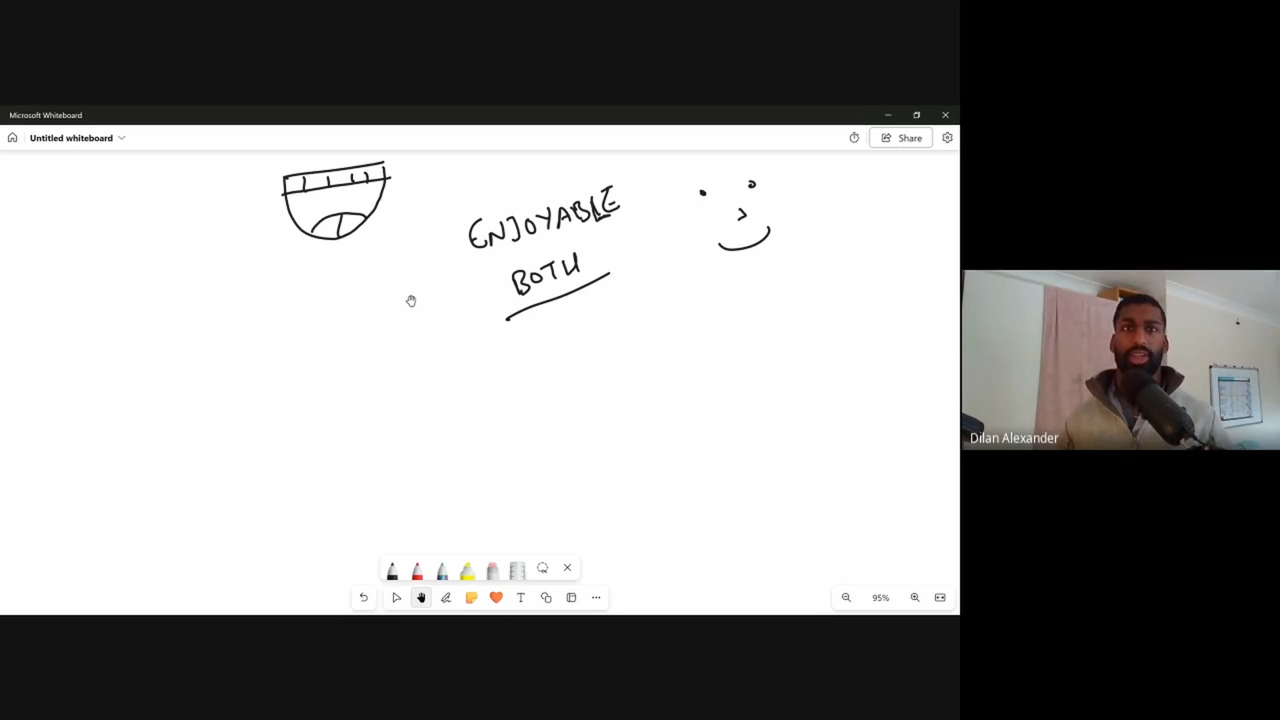 Microsoft Whiteboard
Untitled whiteboard
Share
ENJOYABLE
BOTH
Dilan Alexander
95%